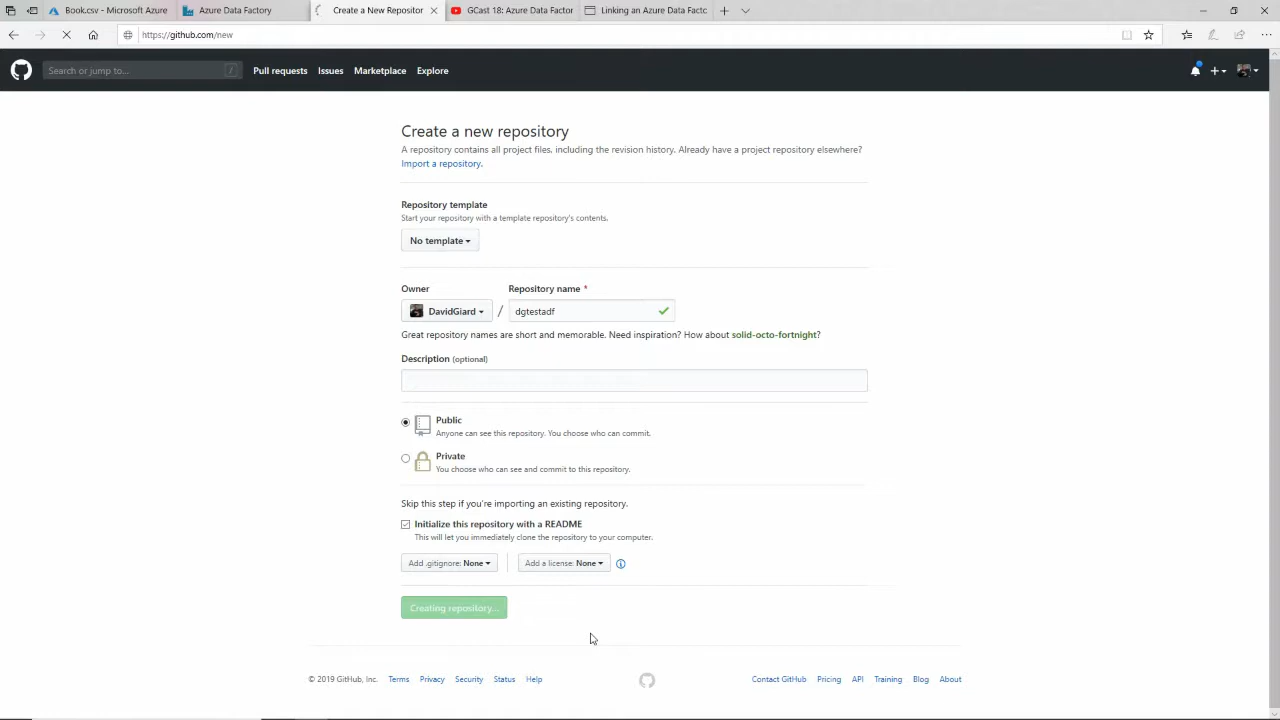 Book.csv - Microsoft Azure
Azure Data Factory
Create a New Repositor
GCast 18: Azure Data Factor
Linking an Azure Data Factc
https://github.com/new
Search or jump to...
/
Pull requests
Issues
Marketplace
Explore
Create a new repository
A repository contains all project files, including the revision history. Already have a project repository elsewhere?
Import a repository.
Repository template
Start your repository with a template repository's contents.
No template
Owner
Repository name *
DavidGiard
/
dgtestadf
Great repository names are short and memorable. Need inspiration? How about solid-octo-fortnight?
Description (optional)
Public
Anyone can see this repository. You choose who can commit.
Private
You choose who can see and commit to this repository.
Skip this step if you're importing an existing repository.
Initialize this repository with a README
This will let you immediately clone the repository to your computer.
Add .gitignore: None
Add a license: None
Creating repository...
© 2019 GitHub, Inc.
Terms
Privacy
Security
Status
Help
Contact GitHub
Pricing
API
Training
Blog
About